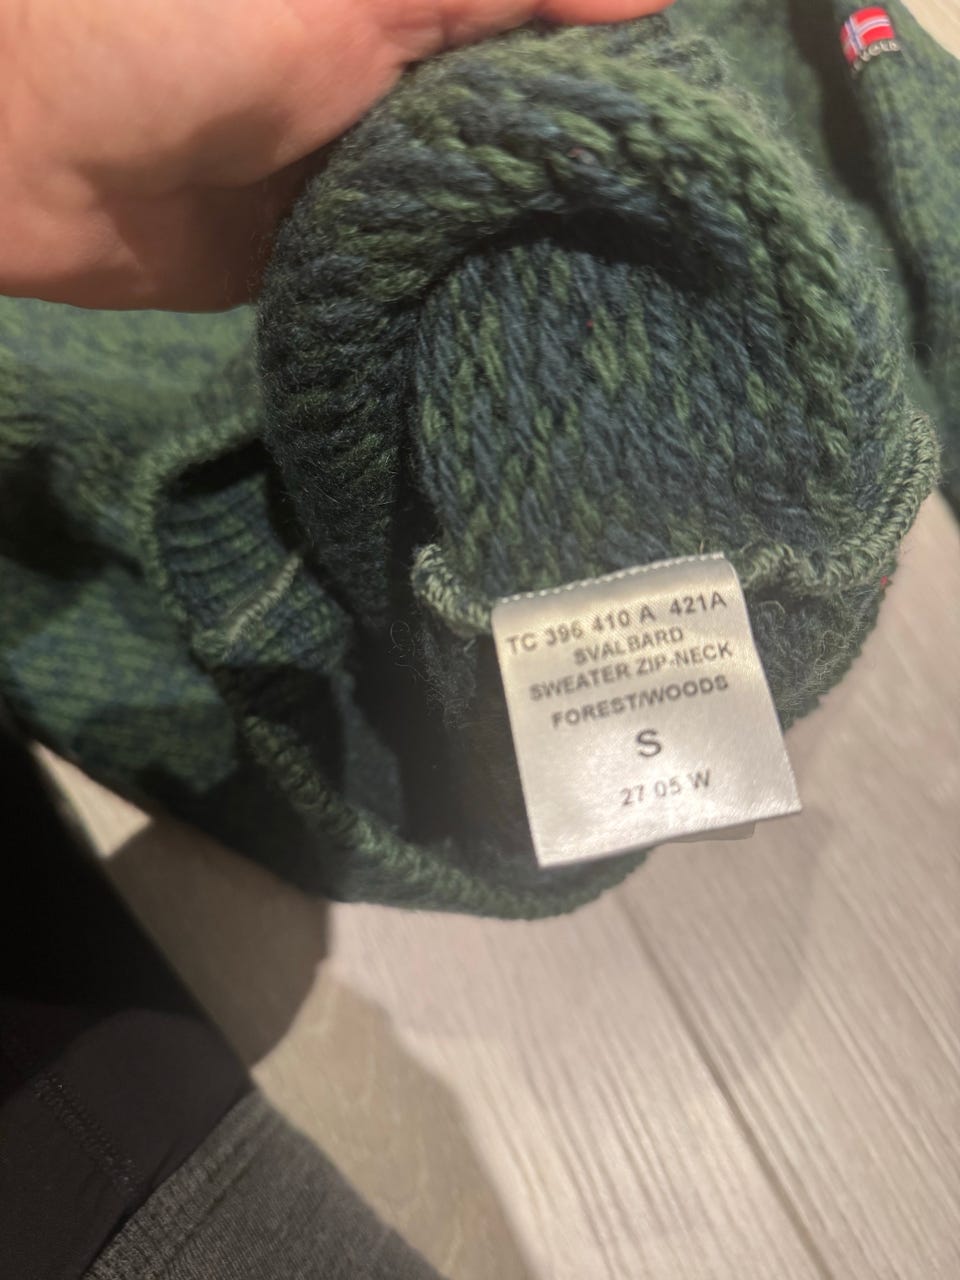 TC 396 410 A 421A
SVALBARD
SWEATER ZIP-NECK
FOREST/WOODS
S
27 05 W